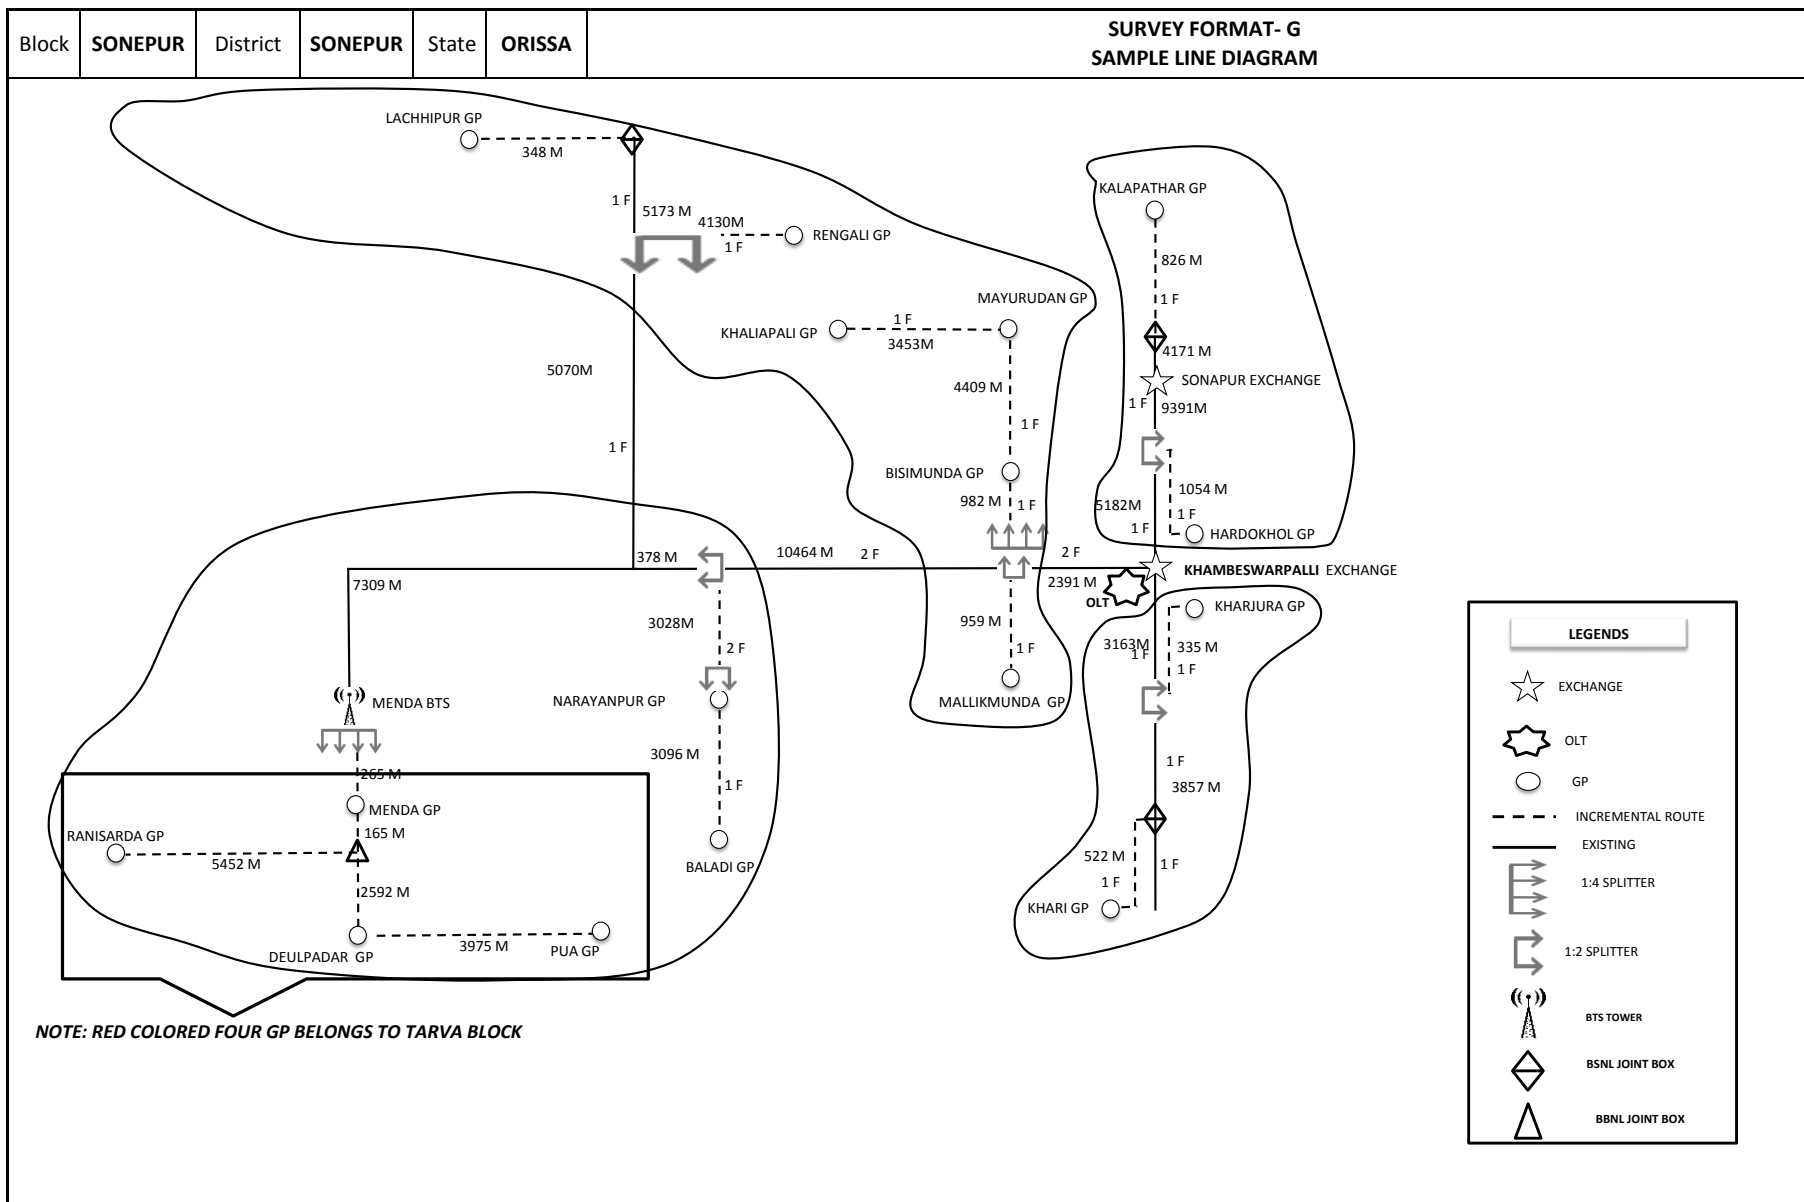 Block SONEPUR District SONEPUR State ORISSA
SURVEY FORMAT- G
SAMPLE LINE DIAGRAM
LACHHIPUR GP
348 M
1 F
5173 M
4130M
1 F
RENGALI GP
KALAPATHAR GP
826 M
1 F
4171 M
SONAPUR EXCHANGE
1 F
9391M
1054 M
5182M
1 F
1 F
HARDOKHOL GP
MAYURUDAN GP
KHALIAPALI GP
1 F
3453M
4409 M
1 F
BISIMUNDA GP
982 M
1 F
5070M
1 F
378 M
10464 M
2 F
2 F
2391 M
KHAMBESWARPALLI EXCHANGE
OLT
7309 M
3028M
2 F
959 M
1 F
MALLIKMUNDA GP
KHARJURA GP
3163M
1 F
335 M
1 F
MENDA BTS
NARAYANPUR GP
3096 M
1 F
BALADI GP
1 F
3857 M
522 M
1 F
1 F
KHARI GP
265 M
MENDA GP
165 M
RANISARDA GP
5452 M
2592 M
3975 M
DEULPADAR GP
PUA GP
NOTE: RED COLORED FOUR GP BELONGS TO TARVA BLOCK
LEGENDS
EXCHANGE
OLT
GP
INCREMENTAL ROUTE
EXISTING
1:4 SPLITTER
1:2 SPLITTER
BTS TOWER
BSNL JOINT BOX
BBNL JOINT BOX